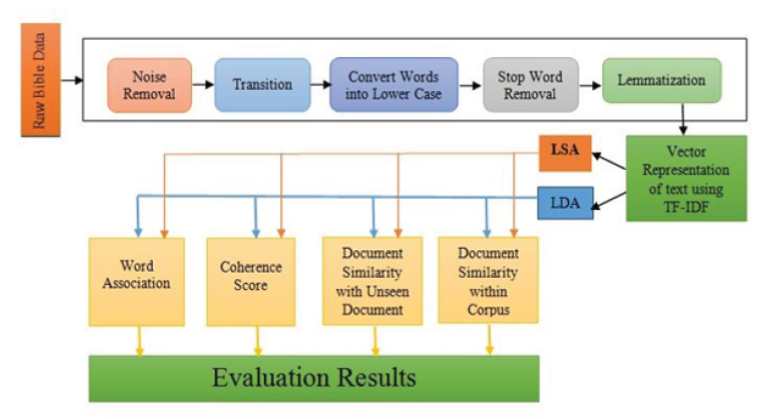 Raw Bible Data
Noise
Removal
Transition
Convert Words
into Lower Case
Stop Word
Removal
Lemmatization
LSA
LDA
Vector
Representation
of text using
TF-IDF
Word
Association
Coherence
Score
Document
Similarity
with Unseen
Document
Document
Similarity
within
Corpus
Evaluation Results